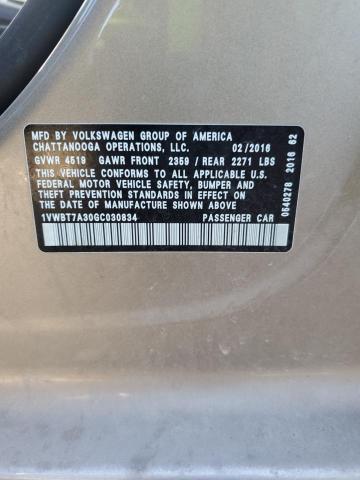 MFD BY VOLKSWAGEN GROUP OF AMERICA
CHATTANOOGA OPERATIONS, LLC. 02/2016
GVWR 4519 GAWR FRONT 2359 / REAR 2271 LBS
THIS VEHICLE CONFORMS TO ALL APPLICABLE U.S.
FEDERAL MOTOR VEHICLE SAFETY, BUMPER AND
THEFT PREVENTION STANDARDS IN EFFECT
ON THE DATE OF MANUFACTURE SHOWN
ABOVE
1VWBT7A30GC030834 PASSENGER CAR
0540278 2016 62